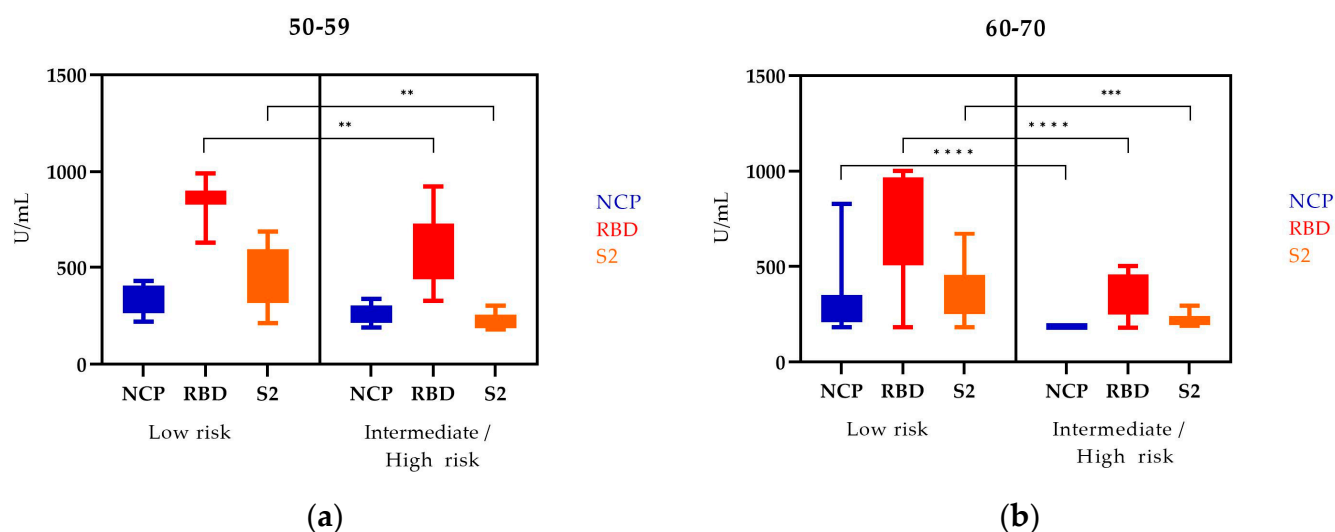 50-59
1500
1000
500
0
U/mL
**
**
NCP
RBD
S2
NCP RBD S2 NCP RBD S2
Low risk
Intermediate /
High risk
(a)
60-70
1500
1000
500
0
U/mL
***
****
****
NCP
RBD
S2
NCP RBD S2 NCP RBD S2
Low risk
Intermediate /
High risk
(b)